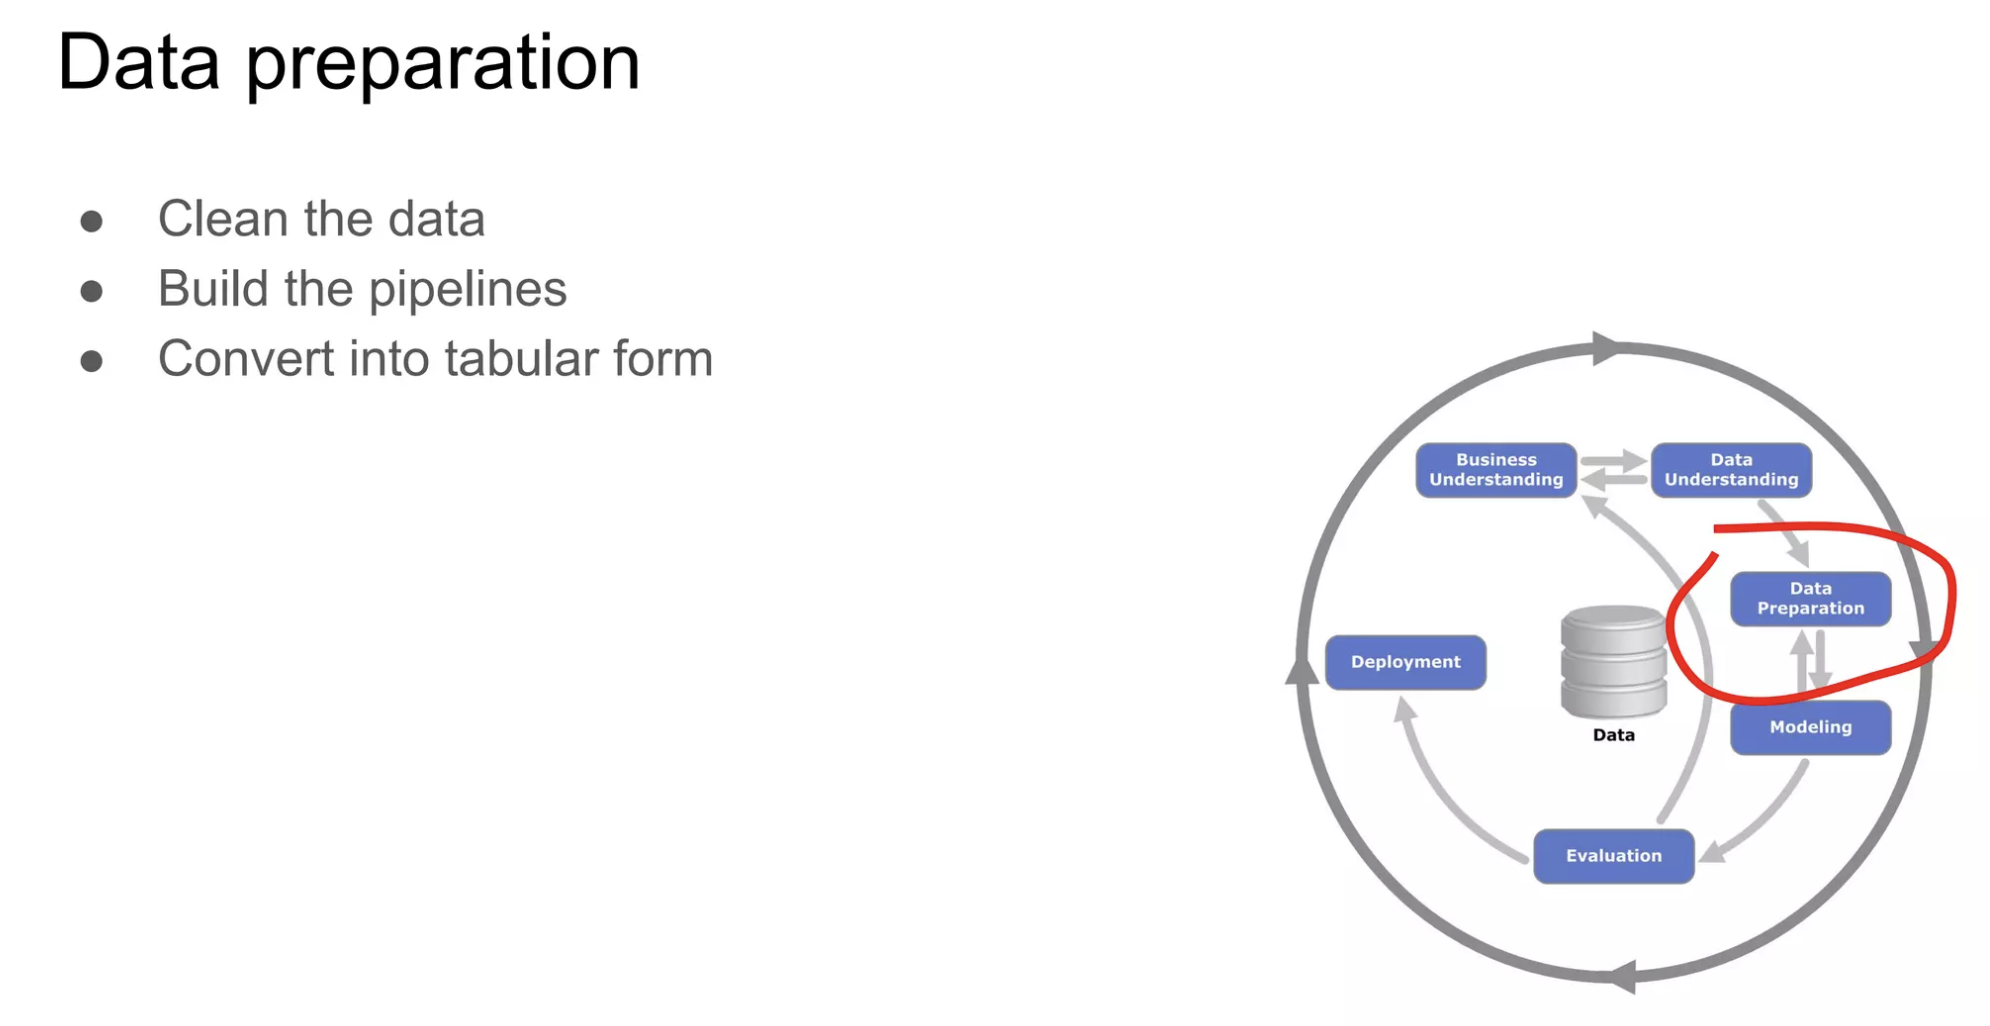 Data preparation
● Clean the data
● Build the pipelines
● Convert into tabular form
Business
Understanding
Data
Understanding
Data
Preparation
Deployment
Data
Modeling
Evaluation